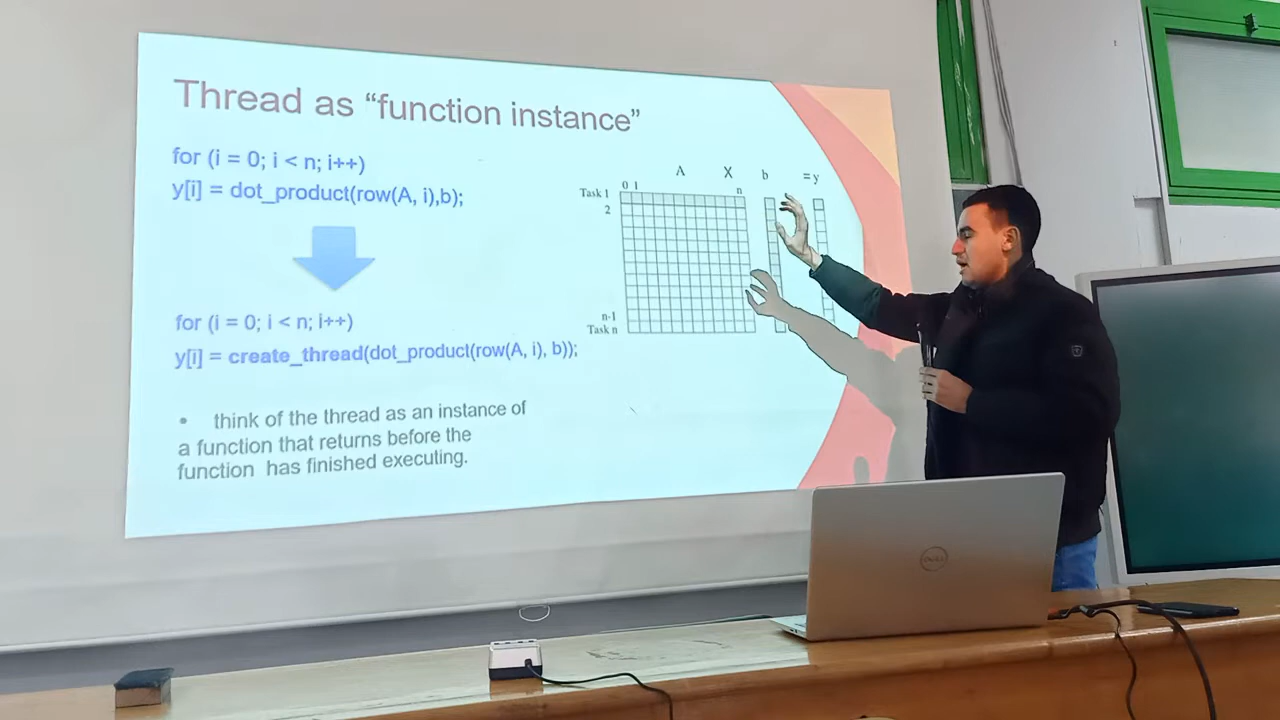 Thread as “function instance”
for (i = 0; i < n; i++)
y[i] = dot_product(row(A, i),b);
for (i = 0; i < n; i++)
y[i] = create_thread(dot_product(row(A, i), b));
• think of the thread as an instance of
a function that returns before the
function has finished executing.
A X b = y
0 1 n
Task 1
2
n-1
Task n
DELL